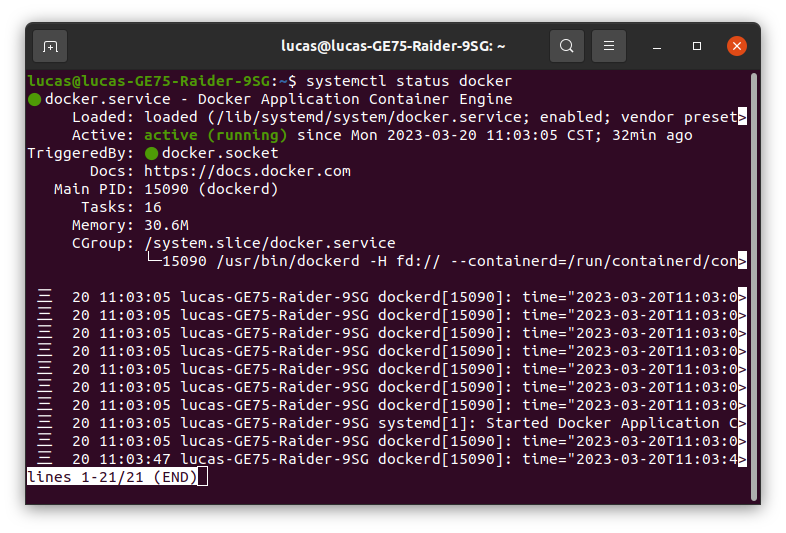 lucas@lucas-GE75-Raider-9SG: ~
lucas@lucas-GE75-Raider-9SG:~$ systemctl status docker
● docker.service - Docker Application Container Engine
Loaded: loaded (/lib/systemd/system/docker.service; enabled; vendor preset>
Active: active (running) since Mon 2023-03-20 11:03:05 CST; 32min ago
TriggeredBy: ● docker.socket
Docs: https://docs.docker.com
Main PID: 15090 (dockerd)
Tasks: 16
Memory: 30.6M
CGroup: /system.slice/docker.service
└─15090 /usr/bin/dockerd -H fd:// --containerd=/run/containerd/con>
三 20 11:03:05 lucas-GE75-Raider-9SG dockerd[15090]: time="2023-03-20T11:03:0>
三 20 11:03:05 lucas-GE75-Raider-9SG dockerd[15090]: time="2023-03-20T11:03:0>
三 20 11:03:05 lucas-GE75-Raider-9SG dockerd[15090]: time="2023-03-20T11:03:0>
三 20 11:03:05 lucas-GE75-Raider-9SG dockerd[15090]: time="2023-03-20T11:03:0>
三 20 11:03:05 lucas-GE75-Raider-9SG dockerd[15090]: time="2023-03-20T11:03:0>
三 20 11:03:05 lucas-GE75-Raider-9SG dockerd[15090]: time="2023-03-20T11:03:0>
三 20 11:03:05 lucas-GE75-Raider-9SG dockerd[15090]: time="2023-03-20T11:03:0>
三 20 11:03:05 lucas-GE75-Raider-9SG systemd[1]: Started Docker Application C>
三 20 11:03:05 lucas-GE75-Raider-9SG dockerd[15090]: time="2023-03-20T11:03:0>
三 20 11:03:47 lucas-GE75-Raider-9SG dockerd[15090]: time="2023-03-20T11:03:4>
lines 1-21/21 (END)